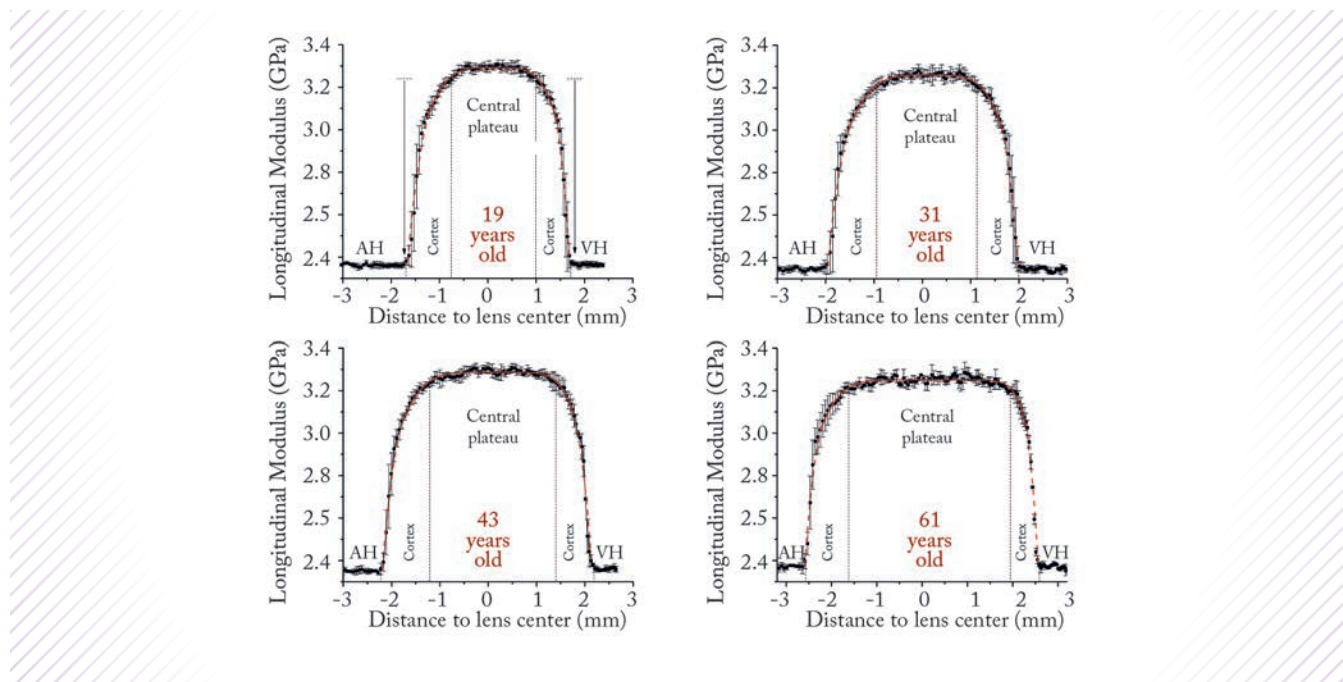 Longitudinal Modulus (GPa)
3.4
3.2
3.0
2.8
2.5
2.4
Central
plateau
19
years
old
AH
Cortex
Cortex
VH
-3 -2 -1 0 1 2 3
Distance to lens center (mm)
Longitudinal Modulus (GPa)
3.4
3.2
3.0
2.8
2.5
2.4
Central
plateau
31
years
old
AH
Cortex
Cortex
VH
-3 -2 -1 0 1 2 3
Distance to lens center (mm)
Longitudinal Modulus (GPa)
3.4
3.2
3.0
2.8
2.5
2.4
Central
plateau
43
years
old
AH
Cortex
Cortex
VH
-3 -2 -1 0 1 2 3
Distance to lens center (mm)
Longitudinal Modulus (GPa)
3.4
3.2
3.0
2.8
2.5
2.4
Central
plateau
61
years
old
AH
Cortex
Cortex
VH
-3 -2 -1 0 1 2 3
Distance to lens center (mm)